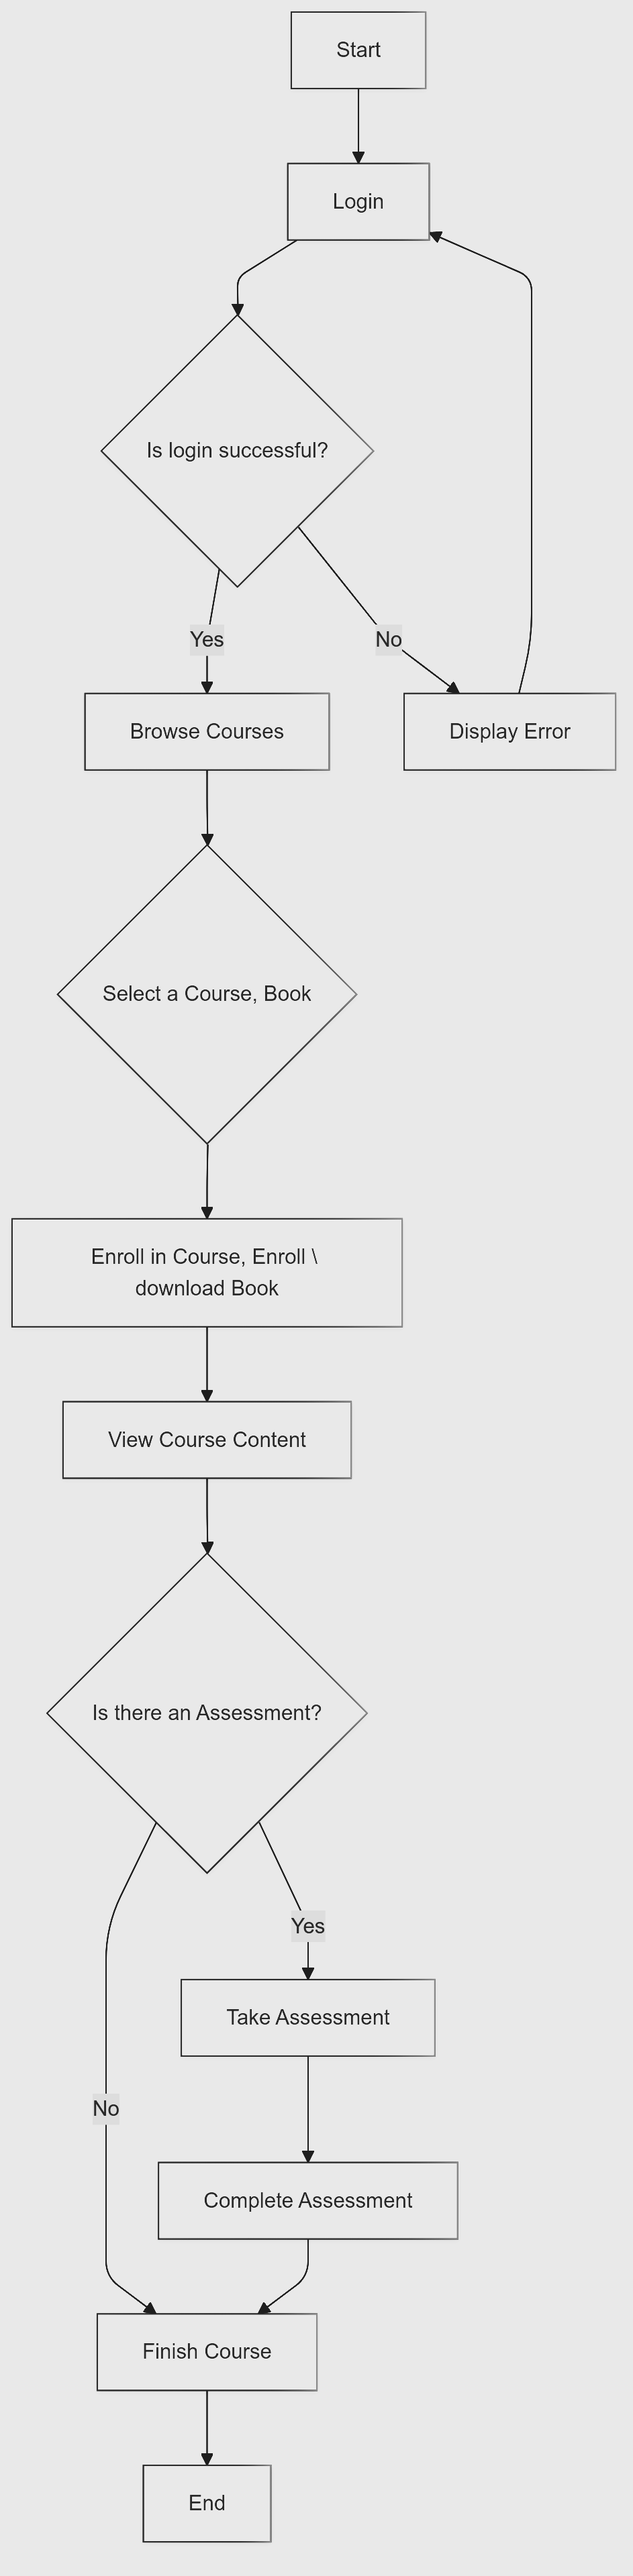 Start
Login
Is login successful?
Yes
No
Browse Courses
Display Error
Select a Course, Book
Enroll in Course, Enroll \
download Book
View Course Content
Is there an Assessment?
Yes
Take Assessment
No
Complete Assessment
Finish Course
End